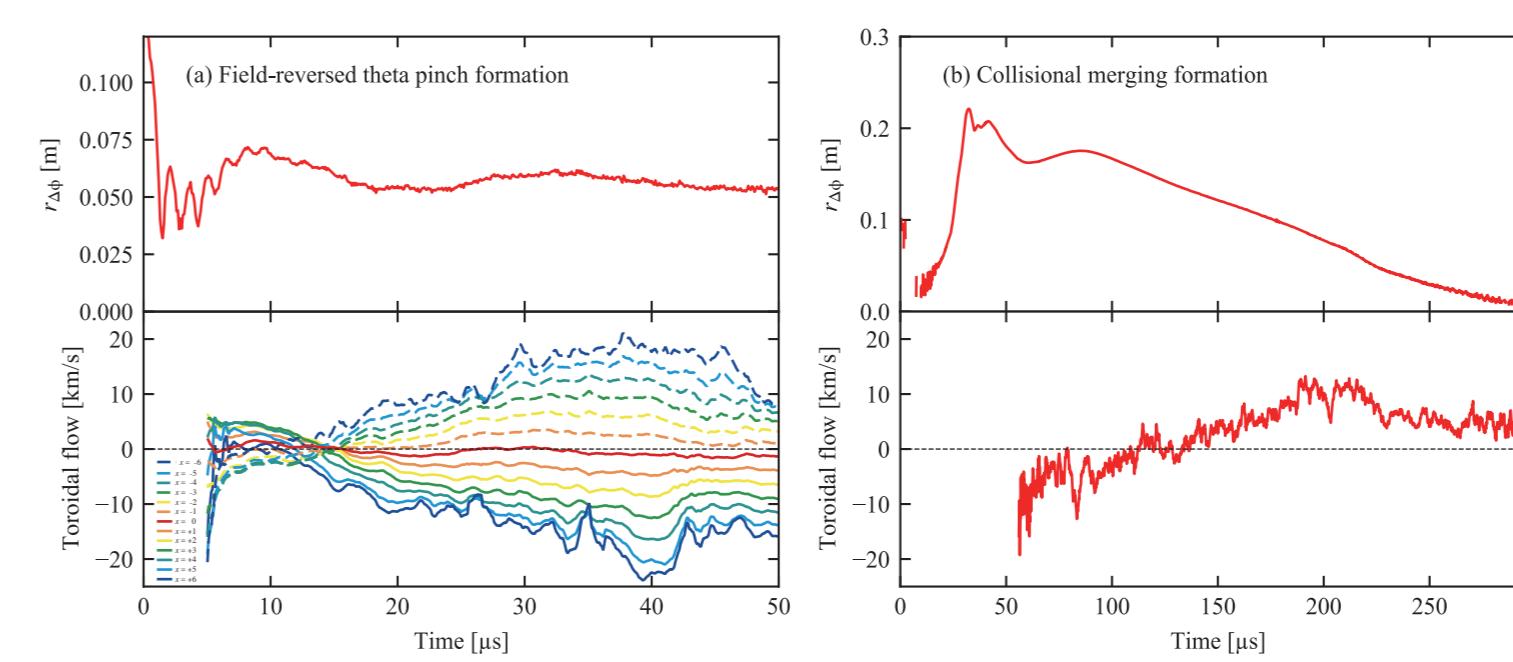 (a) Field-reversed theta pinch formation
0.100
0.075
0.050
0.025
0.000
r_Δϕ [m]
20
10
0
−10
−20
Toroidal flow [km/s]
x = -6
x = -5
x = -4
x = -3
x = -2
x = -1
x = 0
x = +1
x = +2
x = +3
x = +4
x = +5
x = +6
0 10 20 30 40 50
Time [µs]
(b) Collisional merging formation
0.3
0.2
0.1
0.0
r_Δϕ [m]
20
10
0
−10
−20
Toroidal flow [km/s]
0 50 100 150 200 250
Time [µs]